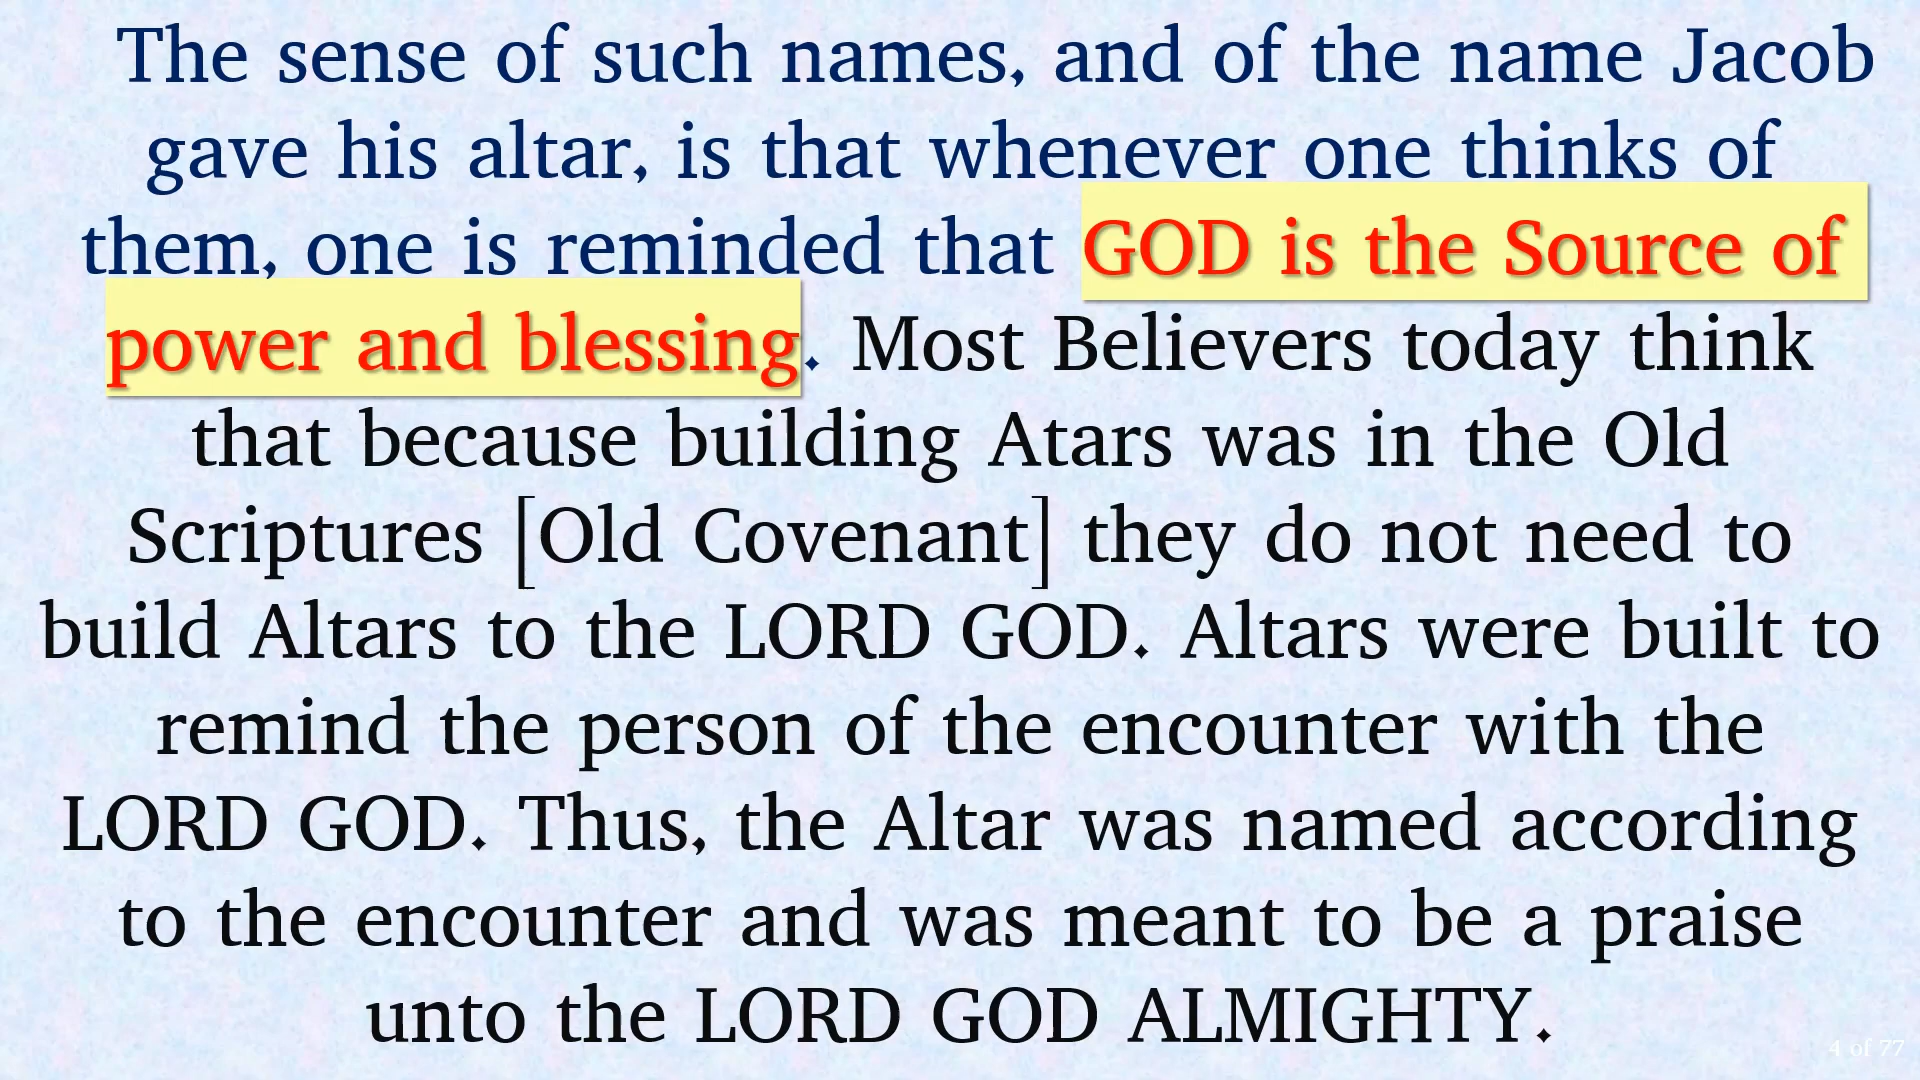 The sense of such names, and of the name Jacob
gave his altar, is that whenever one thinks of
them, one is reminded that GOD is the Source of
power and blessing. Most Believers today think
that because building Atars was in the Old
Scriptures [Old Covenant] they do not need to
build Altars to the LORD GOD. Altars were built to
remind the person of the encounter with the
LORD GOD. Thus, the Altar was named according
to the encounter and was meant to be a praise
unto the LORD GOD ALMIGHTY.
4 of 77